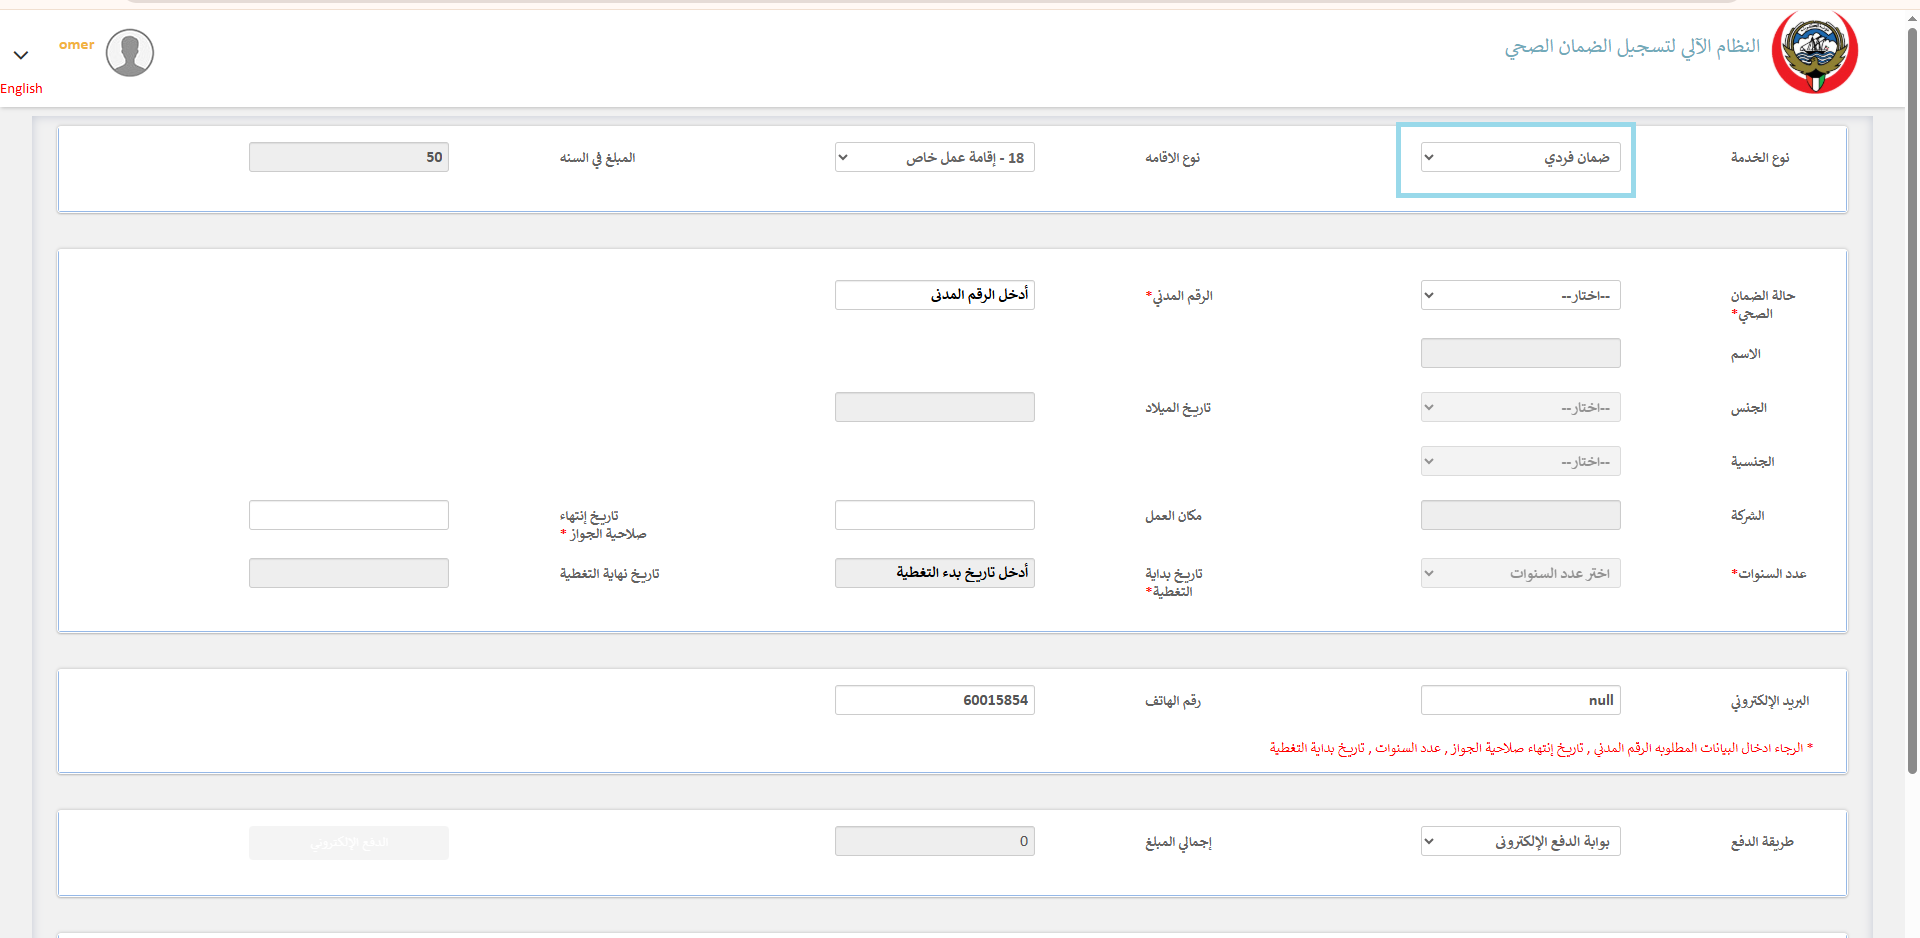 النظام الآلي لتسجيل الضمان الصحي
omer
English
نوع الخدمة ضمان فردي نوع الاقامه 18 - إقامة عمل خاص المبلغ في السنه 50
حالة الضمان الصحي* --اختار-- الرقم المدني* أدخل الرقم المدنى
الاسم
الجنس --اختار-- تاريخ الميلاد
الجنسية --اختار--
الشركة مكان العمل تاريخ إنتهاء صلاحية الجواز *
عدد السنوات* اختر عدد السنوات تاريخ بداية التغطية* أدخل تاريخ بدء التغطية تاريخ نهاية التغطية
البريد الإلكتروني null رقم الهاتف 60015854
* الرجاء ادخال البيانات المطلوبه الرقم المدني , تاريخ إنتهاء صلاحية الجواز , عدد السنوات , تاريخ بداية التغطية
طريقة الدفع بوابة الدفع الإلكترونى إجمالي المبلغ 0 الدفع الإلكتروني